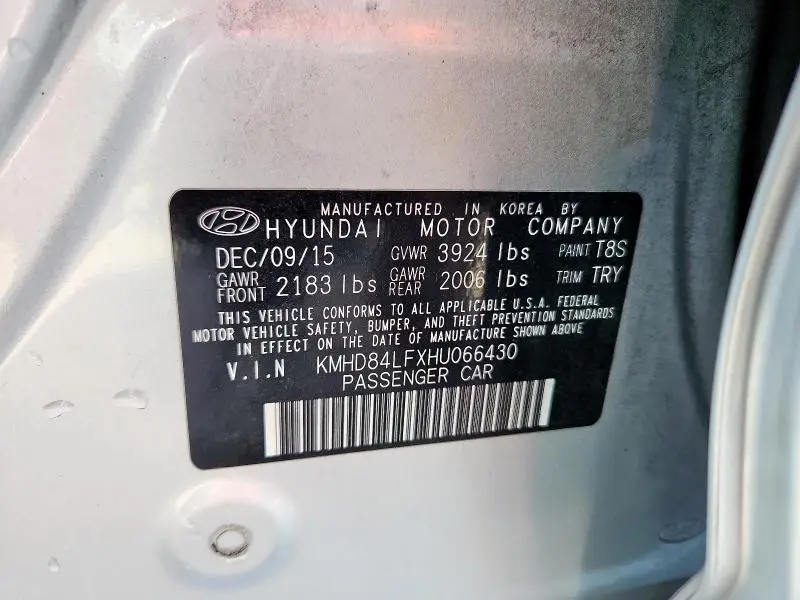 MANUFACTURED IN KOREA BY
HYUNDAI MOTOR COMPANY
DEC/09/15 GVWR 3924 lbs PAINT T8S
GAWR FRONT 2183 lbs GAWR REAR 2006 lbs TRIM TRY
THIS VEHICLE CONFORMS TO ALL APPLICABLE U.S.A. FEDERAL
MOTOR VEHICLE SAFETY, BUMPER, AND THEFT PREVENTION STANDARDS
IN EFFECT ON THE DATE OF MANUFACTURE SHOWN ABOVE
V.I.N KMHD84LFXHU066430
PASSENGER CAR